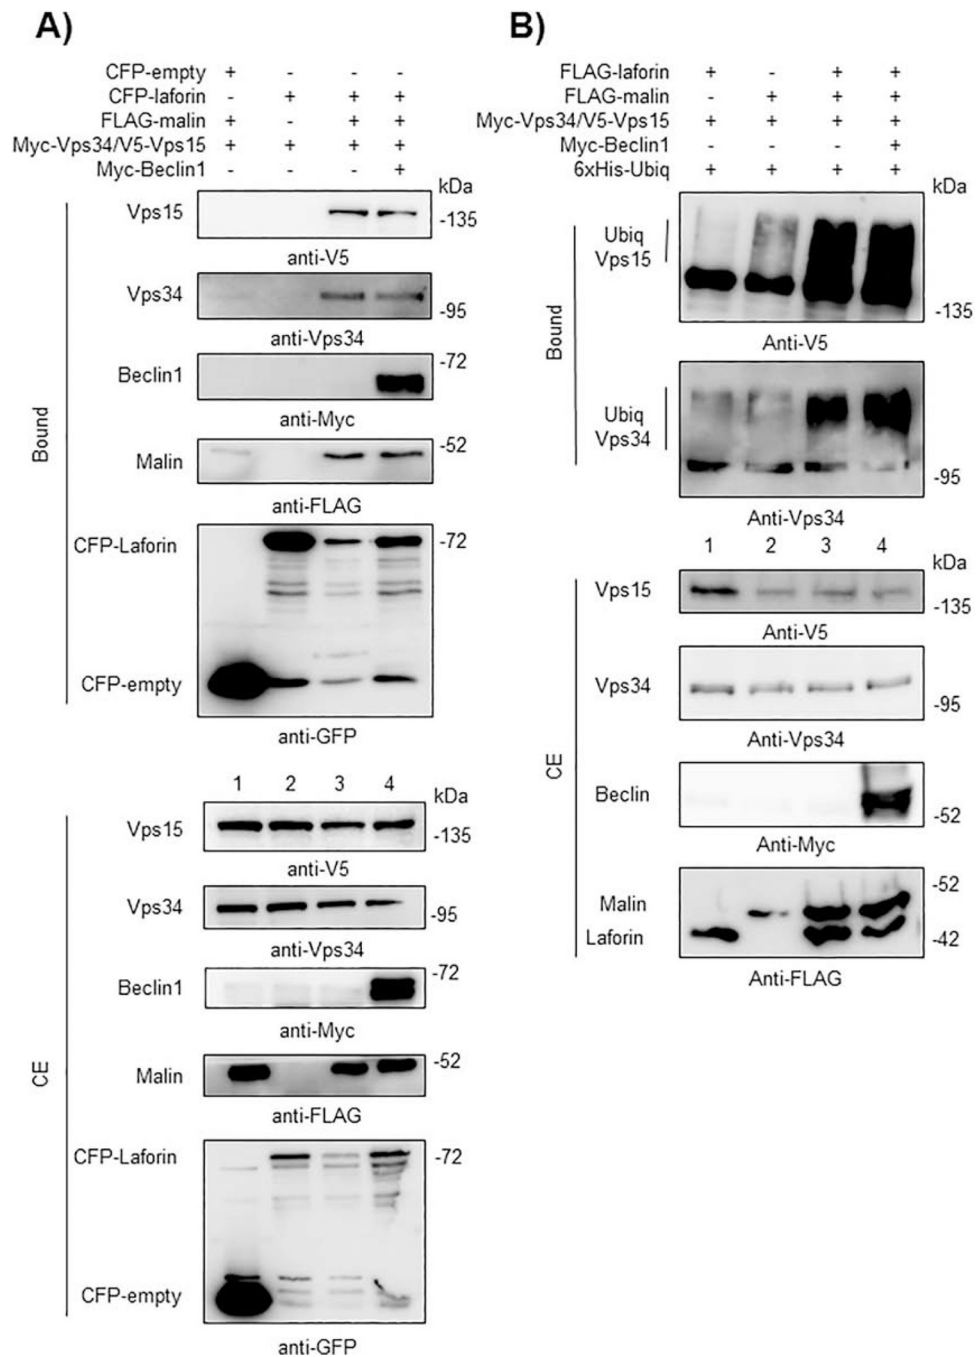 A)
CFP-empty + - - -
CFP-laforin - + + +
FLAG-malin + - + +
Myc-Vps34/V5-Vps15 + + + +
Myc-Beclin1 - - - +
kDa
Bound
Vps15 -135
anti-V5
Vps34 -95
anti-Vps34
Beclin1 -72
anti-Myc
Malin -52
anti-FLAG
CFP-Laforin -72
CFP-empty
anti-GFP
1 2 3 4 kDa
CE
Vps15 -135
anti-V5
Vps34 -95
anti-Vps34
Beclin1 -72
anti-Myc
Malin -52
anti-FLAG
CFP-Laforin -72
CFP-empty
anti-GFP
B)
FLAG-laforin + - + +
FLAG-malin - + + +
Myc-Vps34/V5-Vps15 + + + +
Myc-Beclin1 - - - +
6xHis-Ubiq + + + +
kDa
Bound
Ubiq
Vps15
-135
Anti-V5
Ubiq
Vps34
-95
Anti-Vps34
1 2 3 4
kDa
CE
Vps15 -135
Anti-V5
Vps34 -95
Anti-Vps34
Beclin -52
Anti-Myc
-52
Malin
Laforin -42
Anti-FLAG